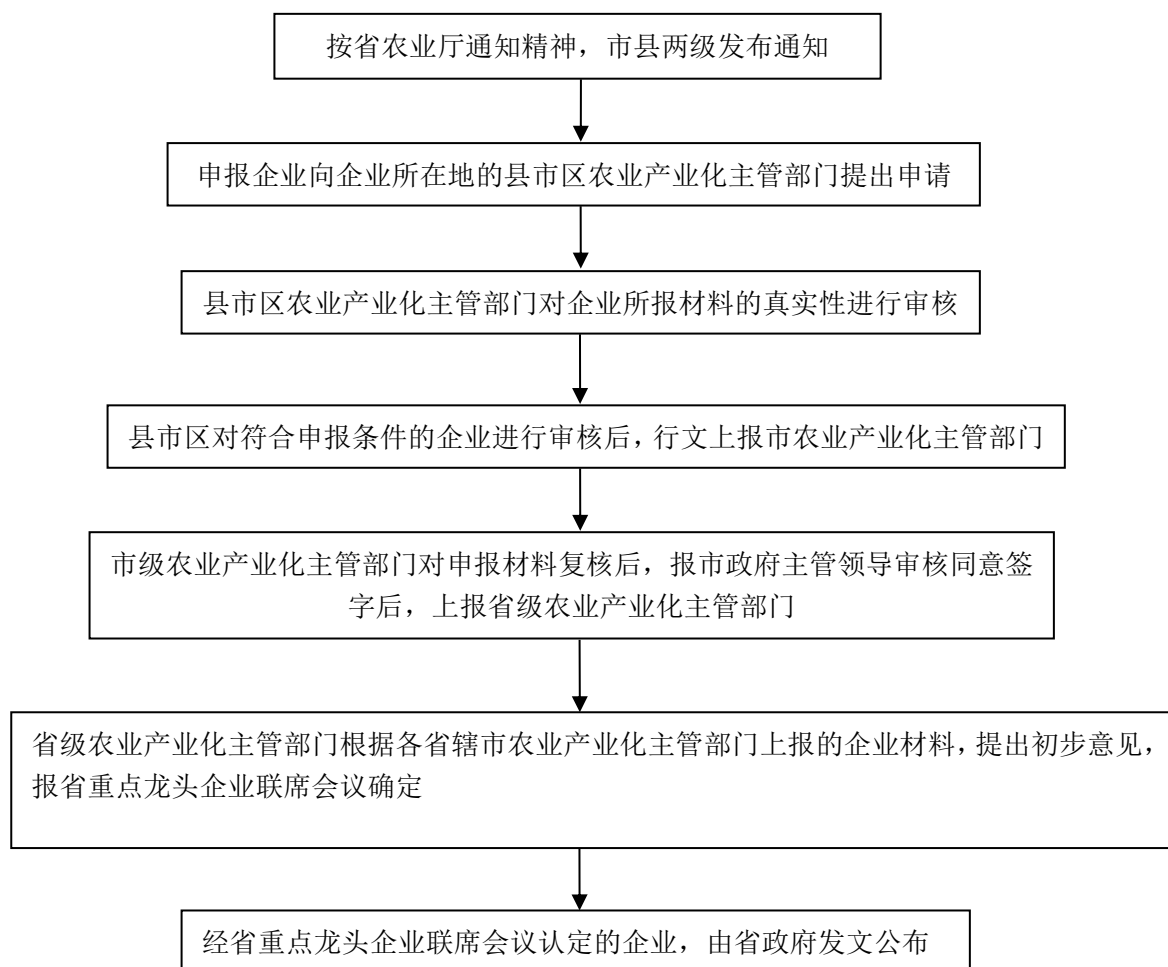 按省农业厅通知精神，市县两级发布通知
申报企业向企业所在地的县市区农业产业化主管部门提出申请
县市区农业产业化主管部门对企业所报材料的真实性进行审核
县市区对符合申报条件的企业进行审核后，行文上报市农业产业化主管部门
市级农业产业化主管部门对申报材料复核后，报市政府主管领导审核同意签
字后，上报省级农业产业化主管部门
省级农业产业化主管部门根据各省辖市农业产业化主管部门上报的企业材料，提出初步意见，
报省重点龙头企业联席会议确定
经省重点龙头企业联席会议认定的企业，由省政府发文公布